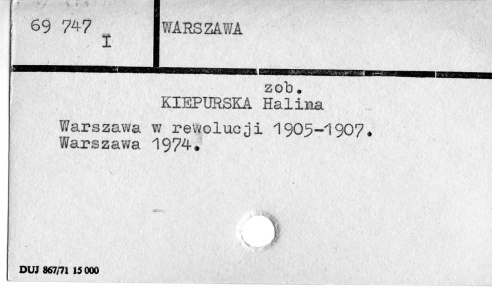 69 747
I
WARSZAWA
zob.
KIEPURSKA Halina
Warszawa w rewolucji 1905-1907.
Warszawa 1974.
DUJ 867/71 15 000